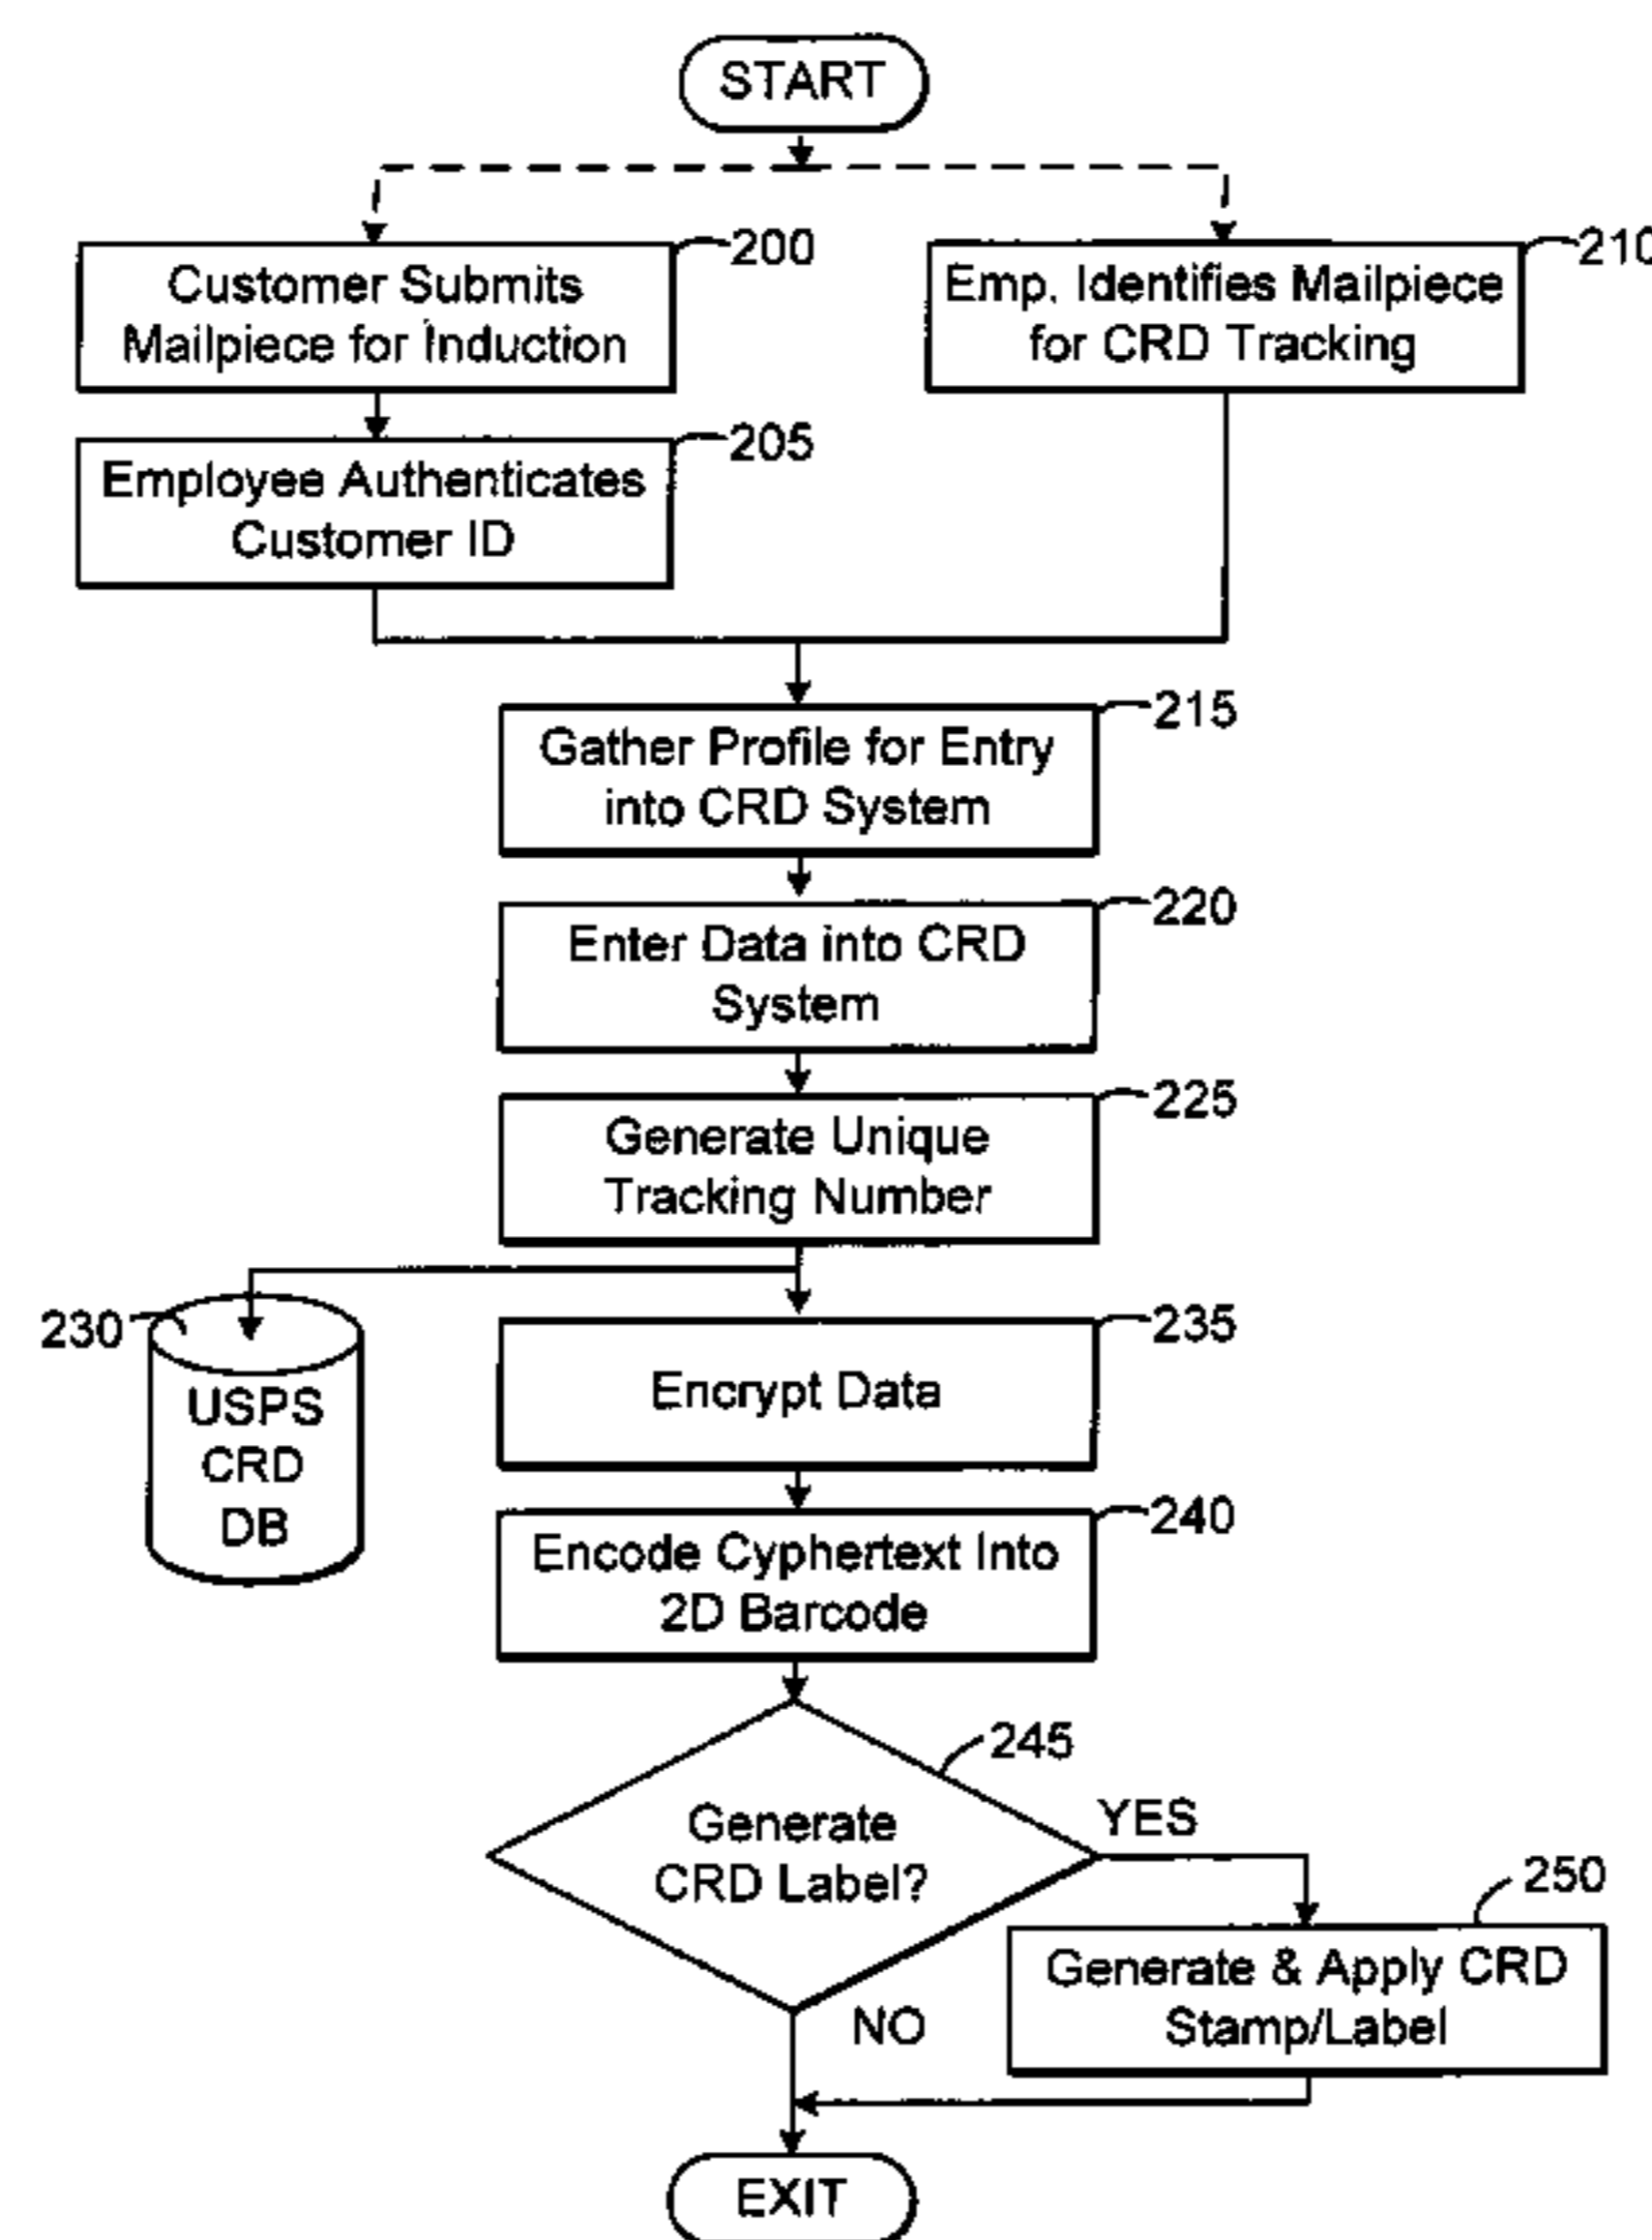 START
200
Customer Submits
Mailpiece for Induction
210
Emp. Identifies Mailpiece
for CRD Tracking
205
Employee Authenticates
Customer ID
215
Gather Profile for Entry
into CRD System
220
Enter Data into CRD
System
225
Generate Unique
Tracking Number
230
USPS
CRD
DB
235
Encrypt Data
240
Encode Cyphertext Into
2D Barcode
245
Generate
CRD Label?
YES
250
Generate & Apply CRD
Stamp/Label
NO
EXIT